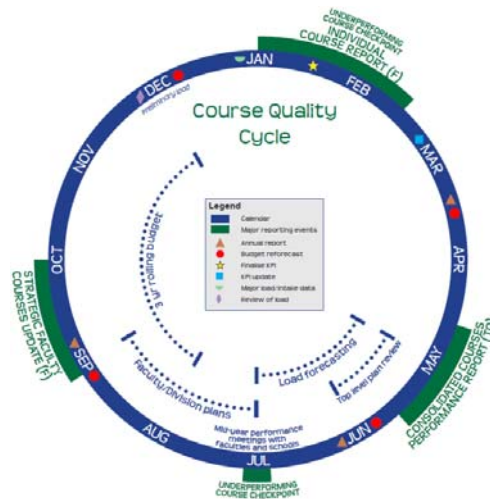 UNDERPERFORMING
COURSE CHECKPOINT
INDIVIDUAL
COURSE REPORT (F)
JAN
FEB
MAR
APR
MAY
CONSOLIDATED COURSES
PERFORMANCE REPORT (TQ)
JUN
JUL
UNDERPERFORMING
COURSE CHECKPOINT
AUG
SEP
STRATEGIC FACULTY
COURSES UPDATE (F)
OCT
NOV
DEC
Preliminary load
Course Quality
Cycle
3 yr rolling budget
Legend
Calendar
Major reporting events
Annual report
Budget reforecast
Finalise KPI
KPI update
Major load intake data
Review of load
Load forecasting
Top level plan review
Faculty/Division plans
Mid-year performance
meetings with
faculties and schools